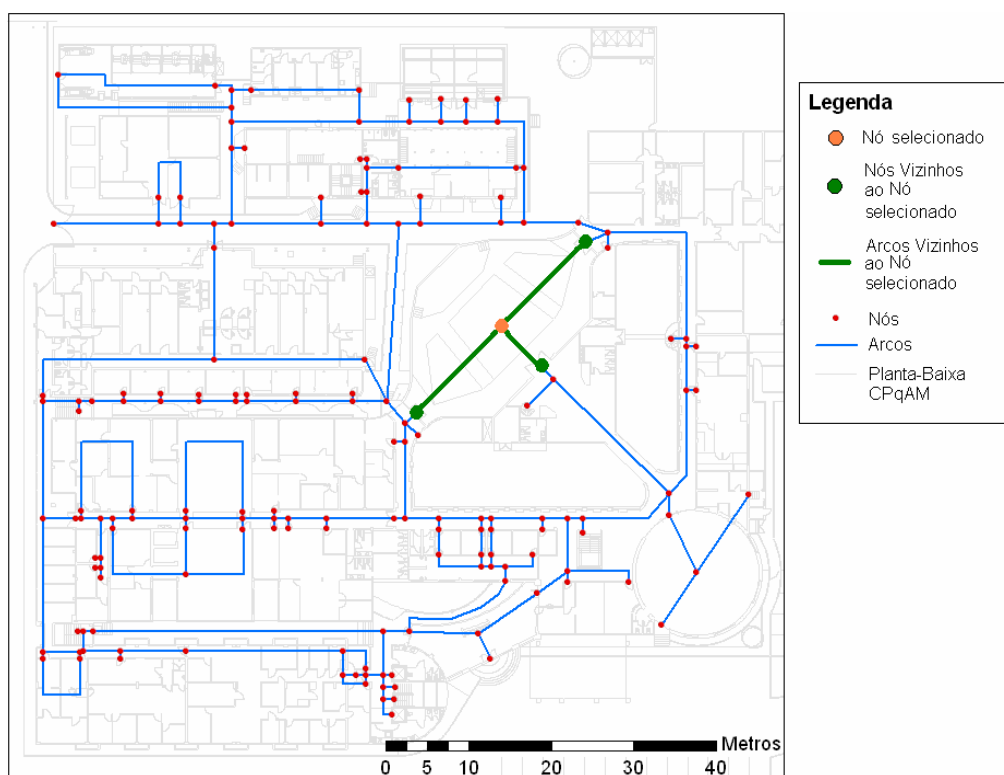 Legenda
Nó selecionado
Nós Vizinhos
ao Nó
selecionado
Arcos Vizinhos
ao Nó
selecionado
Nós
Arcos
Planta-Baixa
CPqAM
Metros
0 5 10 20 30 40